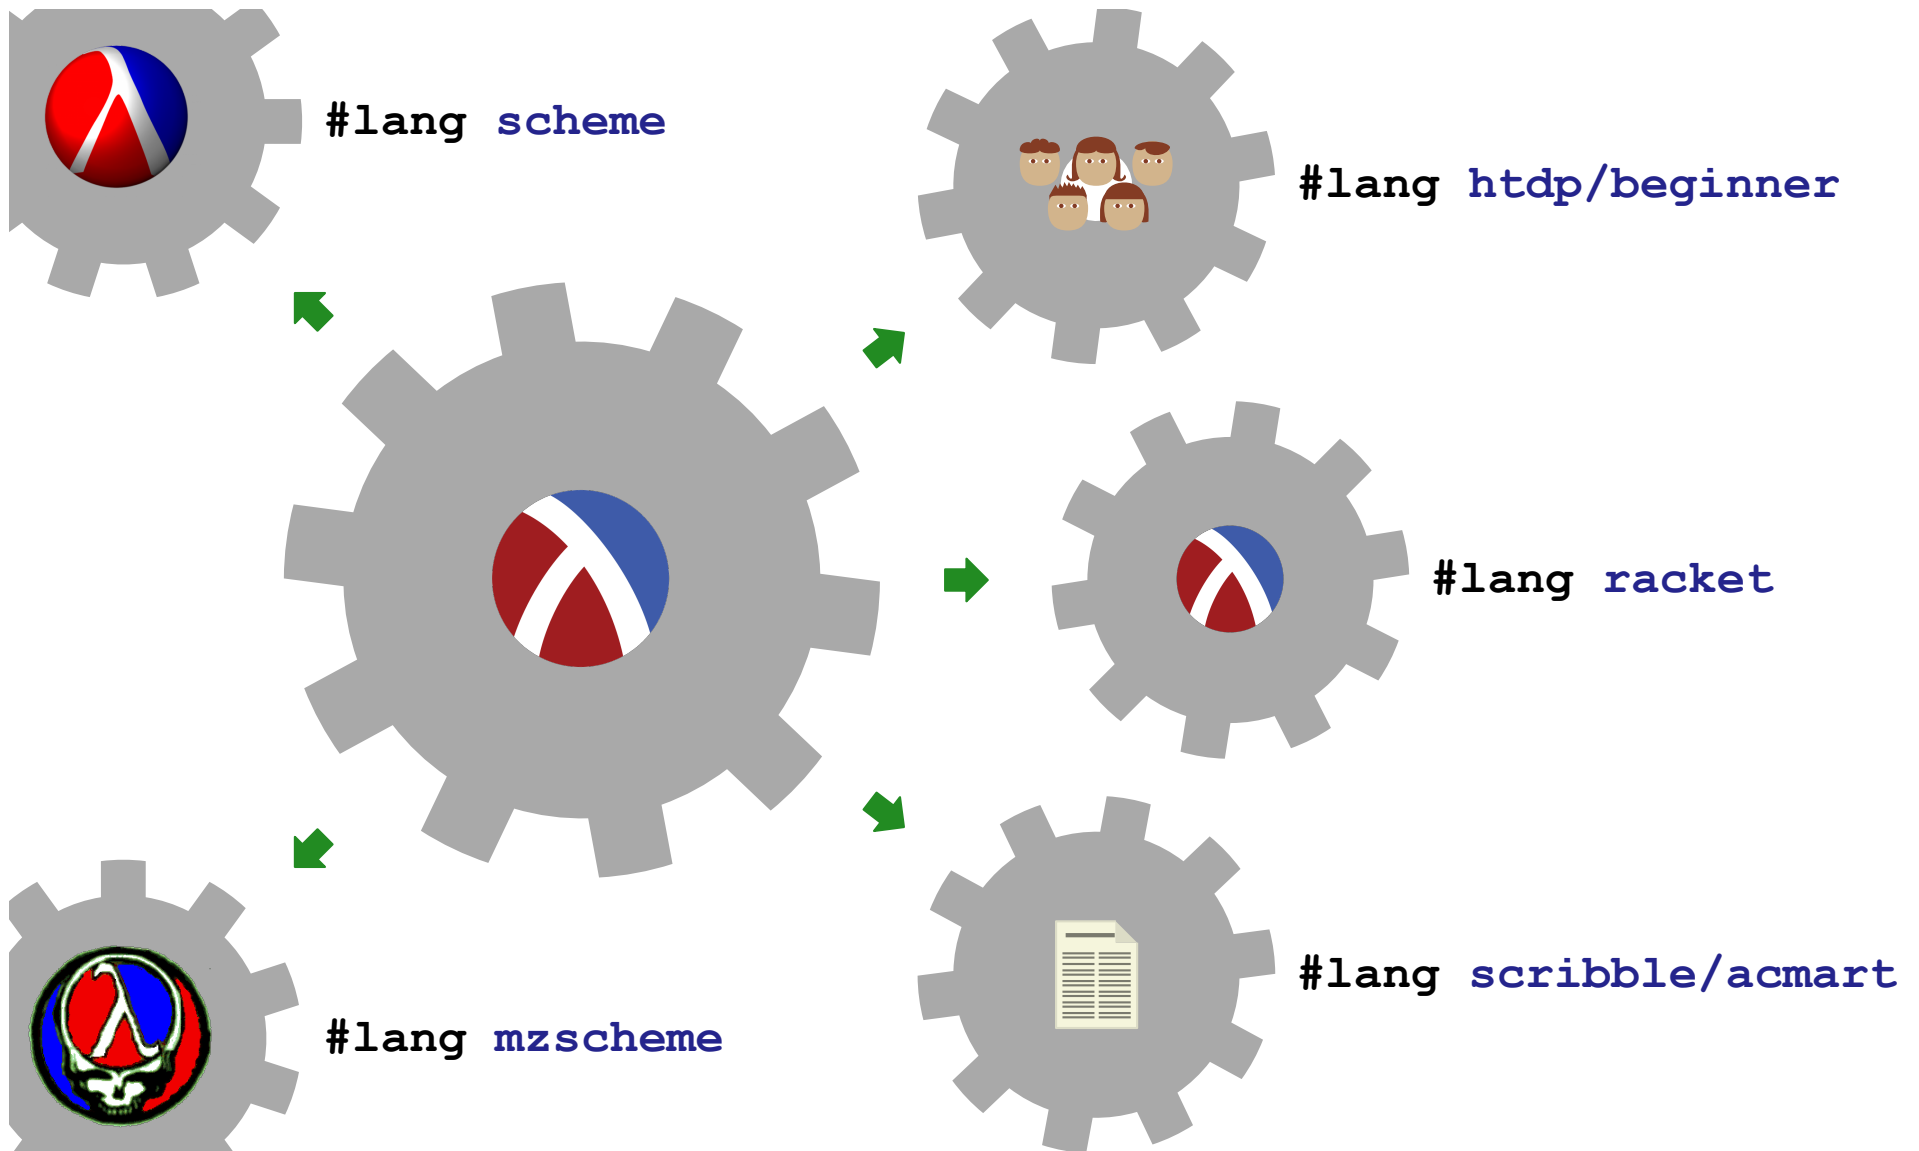 #lang scheme
#lang htdp/beginner
#lang racket
#lang scribble/acmart
#lang mzscheme